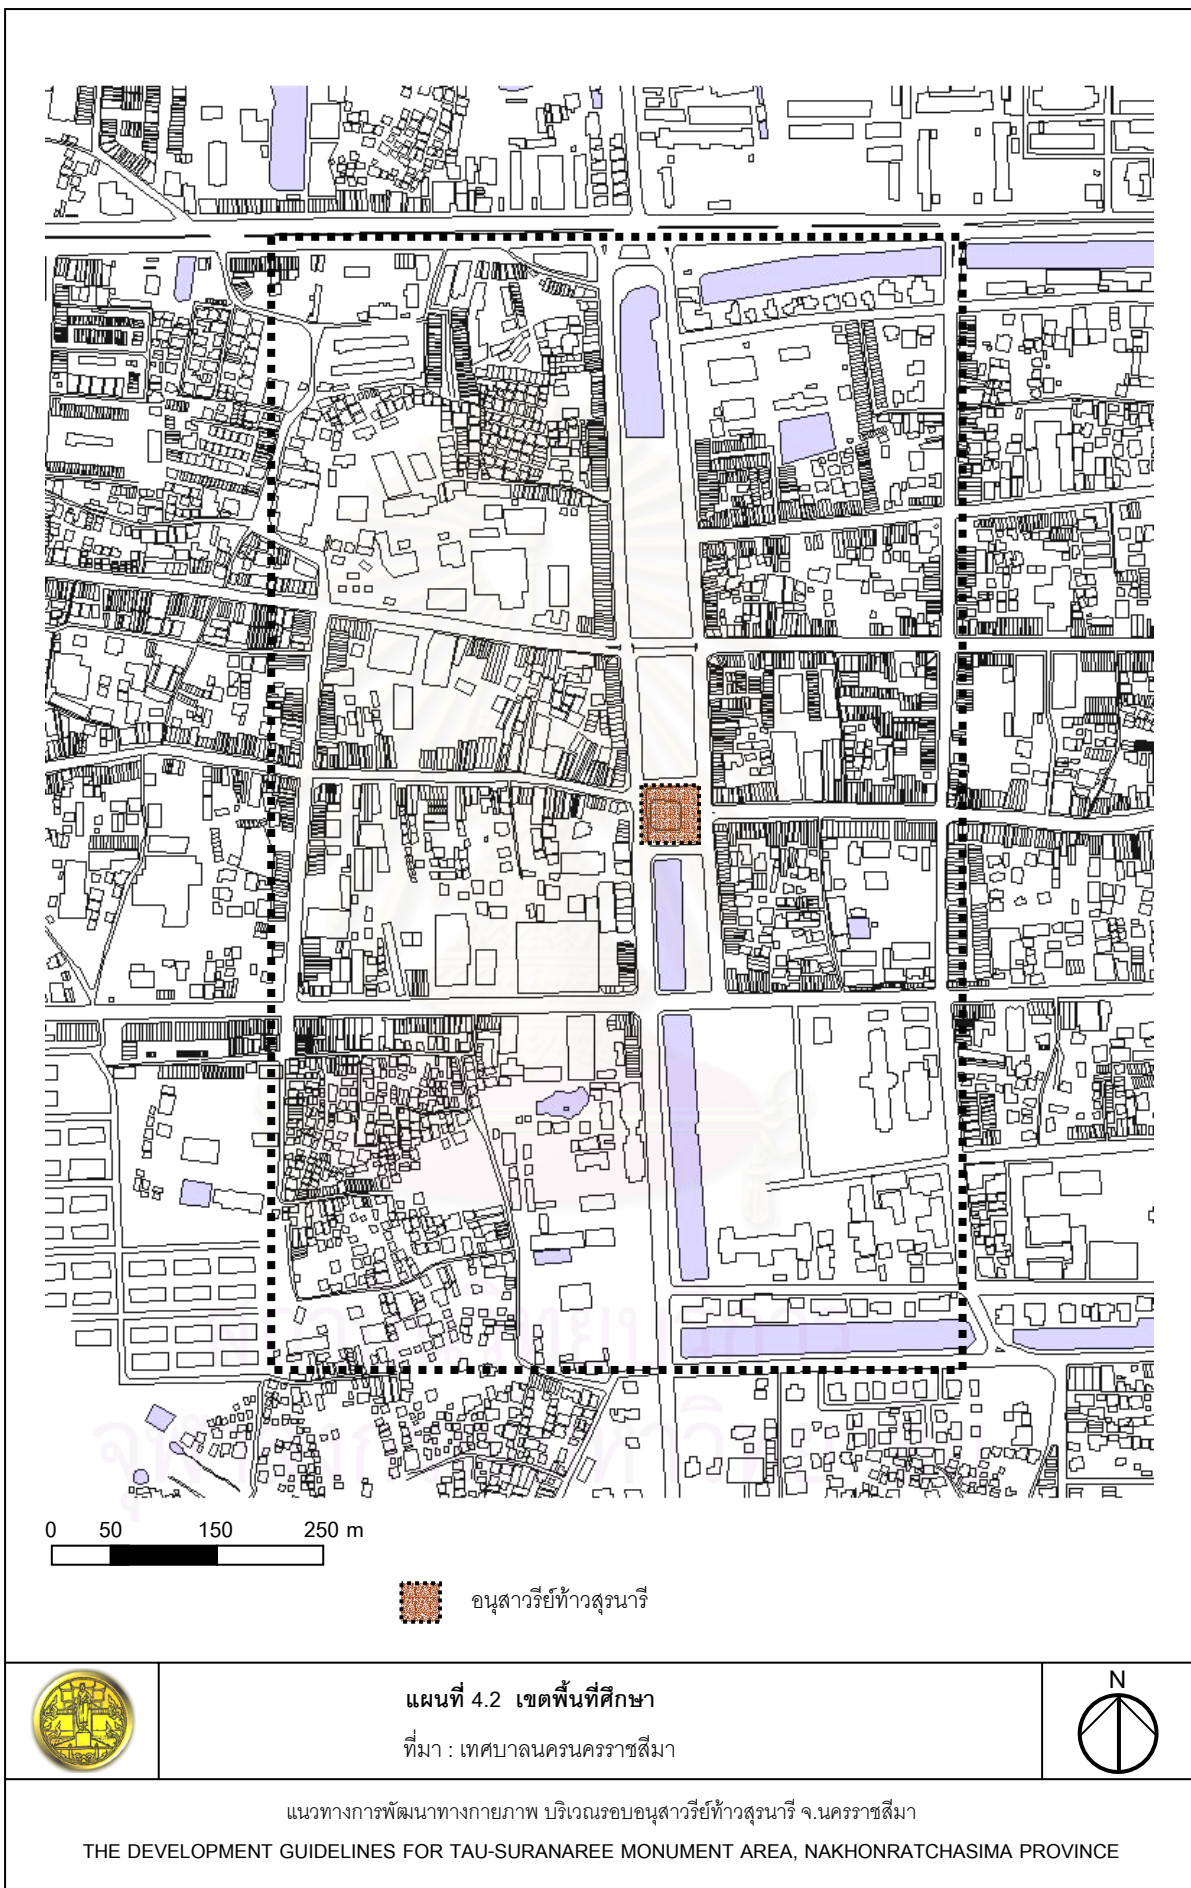 0 50 150 250 m
อนุสาวรีย์ท้าวสุรนารี
N
แผนที่ 4.2 เขตพื้นที่ศึกษา
ที่มา : เทศบาลนครนครราชสีมา
แนวทางการพัฒนาทางกายภาพ บริเวณรอบอนุสาวรีย์ท้าวสุรนารี จ.นครราชสีมา
THE DEVELOPMENT GUIDELINES FOR TAU-SURANAREE MONUMENT AREA, NAKHONRATCHASIMA PROVINCE